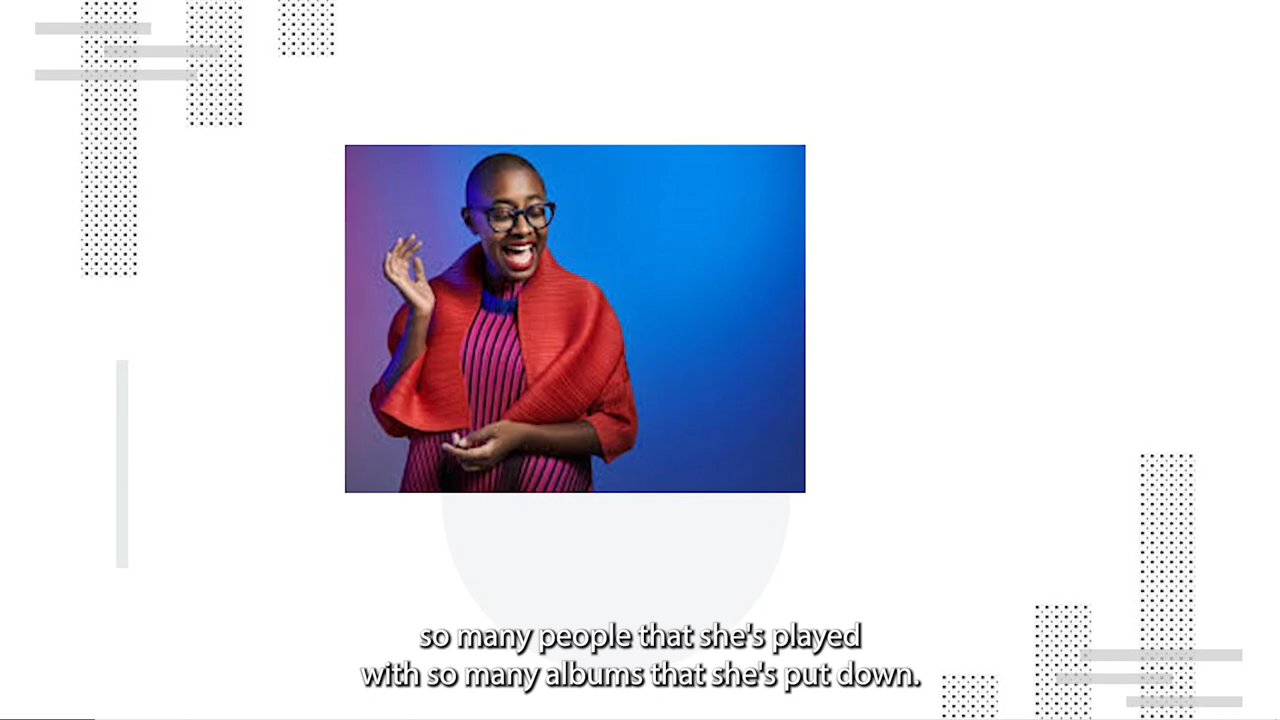 so many people that she's played
with so many albums that she's put down.